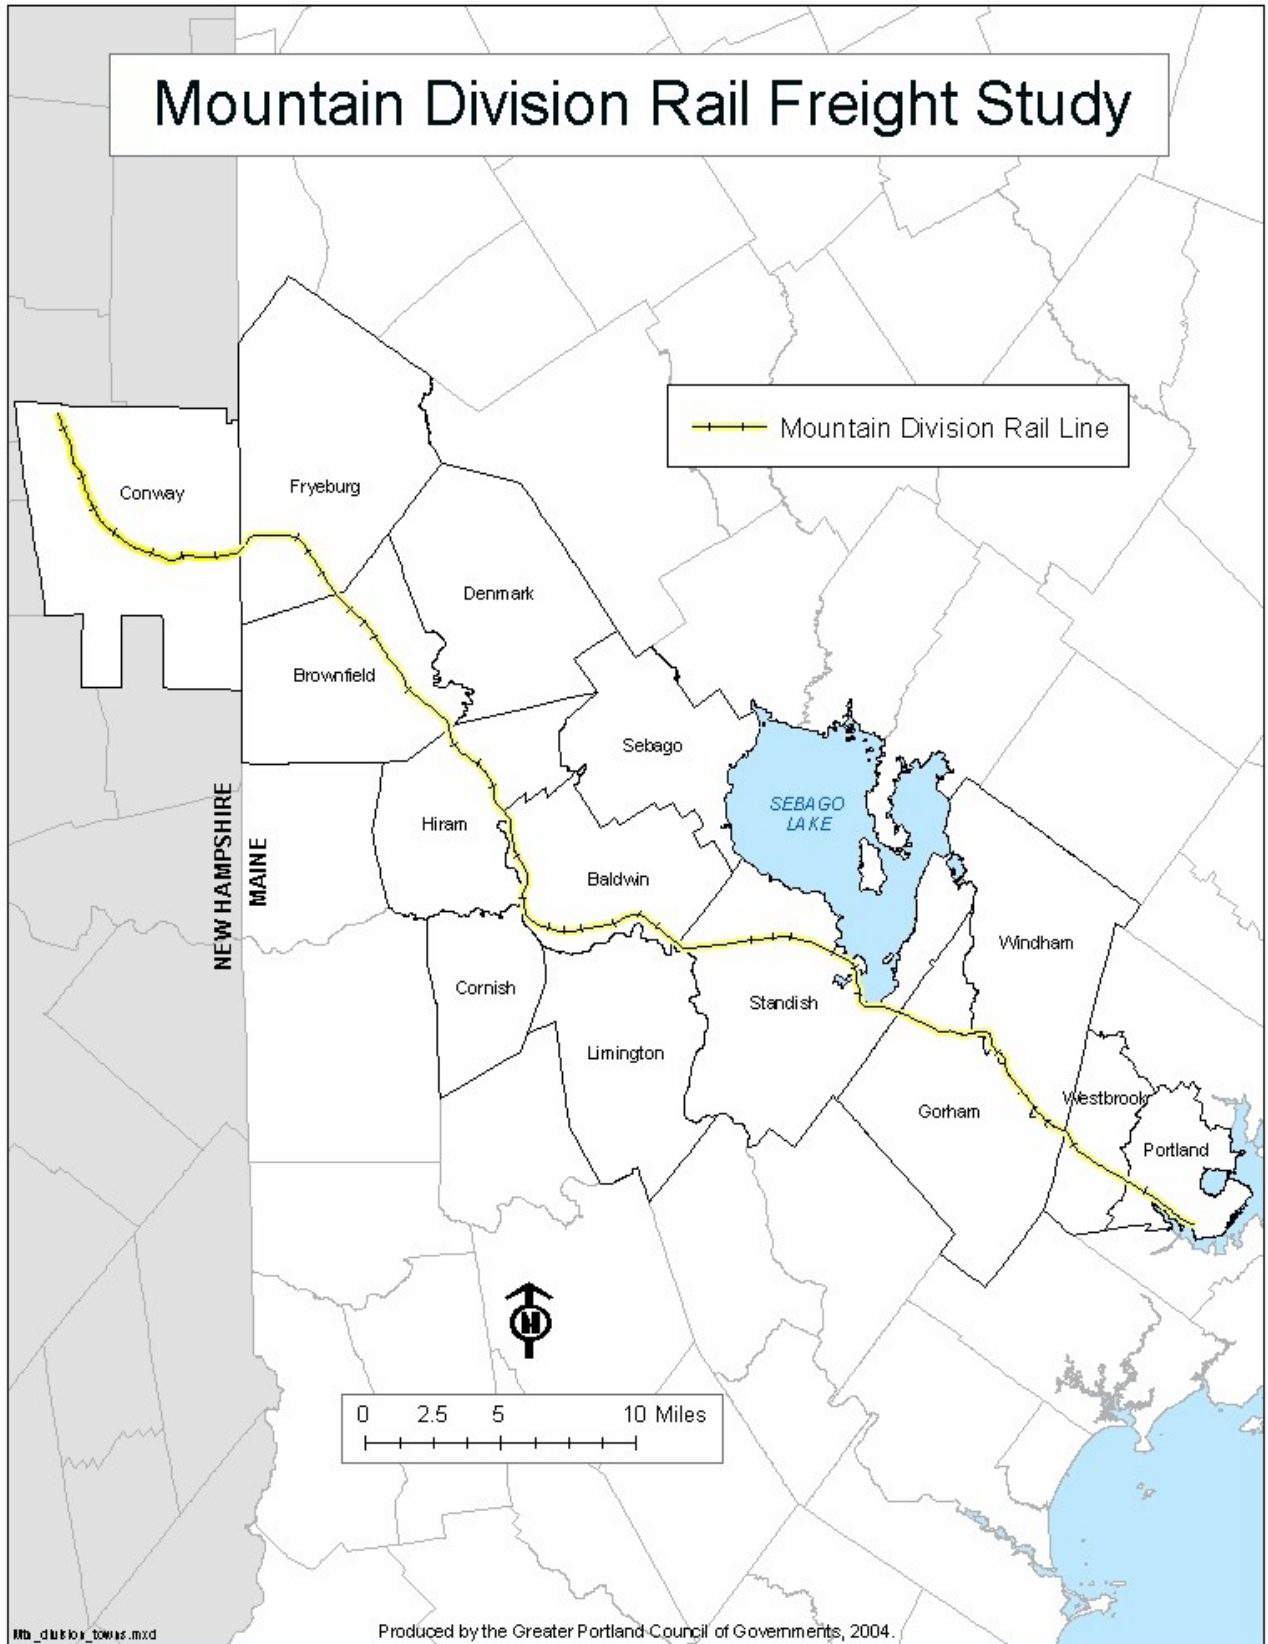 Mountain Division Rail Freight Study
Mountain Division Rail Line
Conway
Fryeburg
Denmark
Brownfield
Sebago
SEBAGO
LAKE
Hiram
Baldwin
NEW HAMPSHIRE
MAINE
Windham
Cornish
Standish
Limington
Gorham
Westbrook
Portland
N
0 2.5 5 10 Miles
Mtn_division_towns.mxd
Produced by the Greater Portland Council of Governments, 2004.